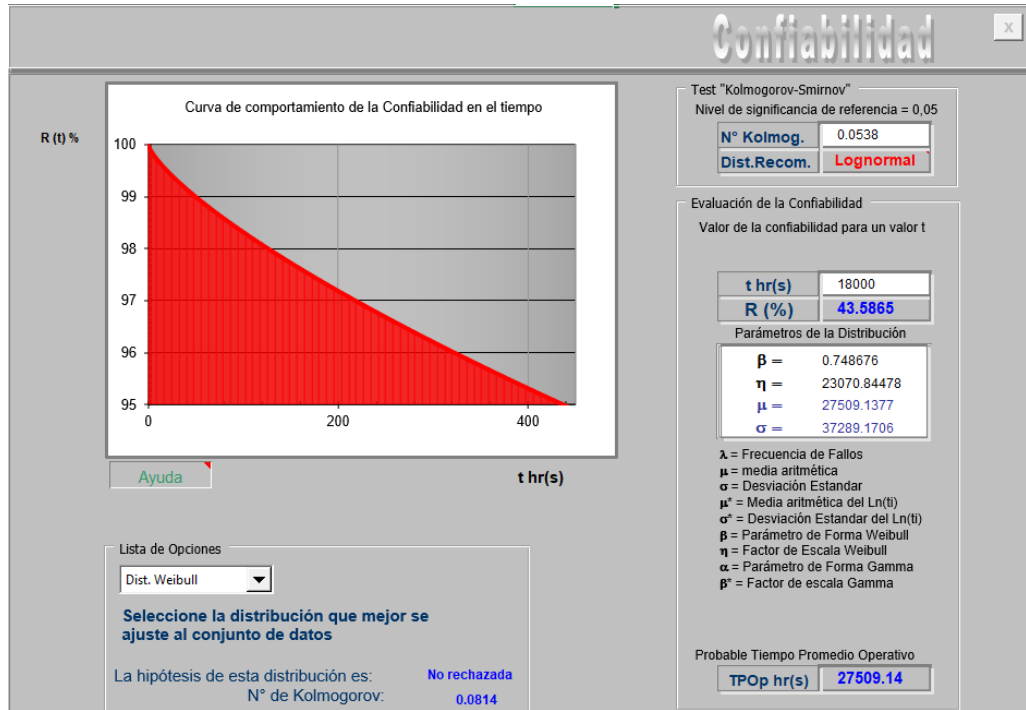 Confiabilidad
X
Curva de comportamiento de la Confiabilidad en el tiempo
R (t) %
100
99
98
97
96
95
0
200
400
Ayuda
t hr(s)
Lista de Opciones
Dist. Weibull
Seleccione la distribución que mejor se
ajuste al conjunto de datos
La hipótesis de esta distribución es: No rechazada
N° de Kolmogorov: 0.0814
Test "Kolmogorov-Smirnov"
Nivel de significancia de referencia = 0,05
N° Kolmog. 0.0538
Dist.Recom. Lognormal
Evaluación de la Confiabilidad
Valor de la confiabilidad para un valor t
t hr(s) 18000
R (%) 43.5865
Parámetros de la Distribución
β = 0.748676
η = 23070.84478
μ = 27509.1377
σ = 37289.1706
λ = Frecuencia de Fallos
μ = media aritmética
σ = Desviación Estandar
μ* = Media aritmética del Ln(ti)
σ* = Desviación Estandar del Ln(ti)
β = Parámetro de Forma Weibull
η = Factor de Escala Weibull
α = Parámetro de Forma Gamma
β* = Factor de escala Gamma
Probable Tiempo Promedio Operativo
TPOp hr(s) 27509.14